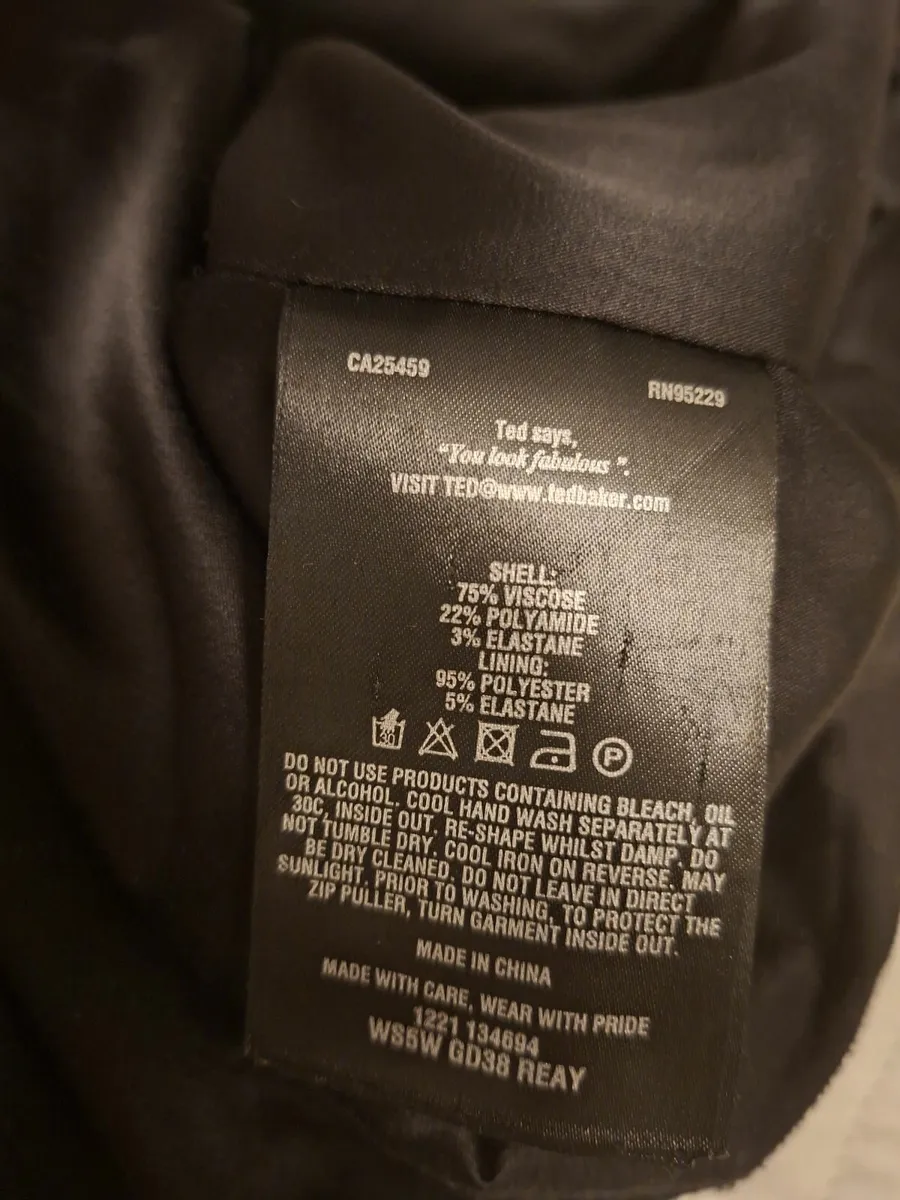 CA25459
RN95229
Ted says,
"You look fabulous ".
VISIT TED@www.tedbaker.com
SHELL:
75% VISCOSE
22% POLYAMIDE
3% ELASTANE
LINING:
95% POLYESTER
5% ELASTANE
30
P
DO NOT USE PRODUCTS CONTAINING BLEACH, OIL
OR ALCOHOL. COOL HAND WASH SEPARATELY AT
30C, INSIDE OUT. RE-SHAPE WHILST DAMP. DO
NOT TUMBLE DRY. COOL IRON ON REVERSE. MAY
BE DRY CLEANED. DO NOT LEAVE IN DIRECT
SUNLIGHT. PRIOR TO WASHING, TO PROTECT THE
ZIP PULLER, TURN GARMENT INSIDE OUT.
MADE IN CHINA
MADE WITH CARE, WEAR WITH PRIDE
1221 134694
WS5W GD38 REAY